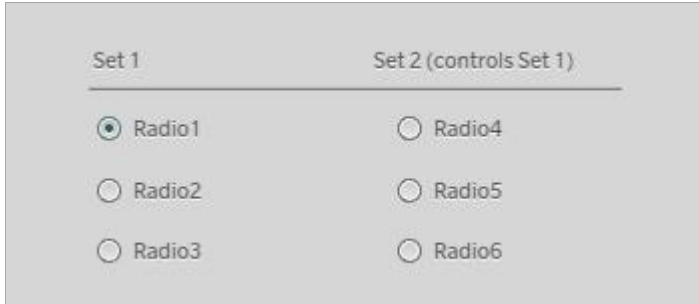 Set 1 Set 2 (controls Set 1)
Radio1 Radio4
Radio2 Radio5
Radio3 Radio6